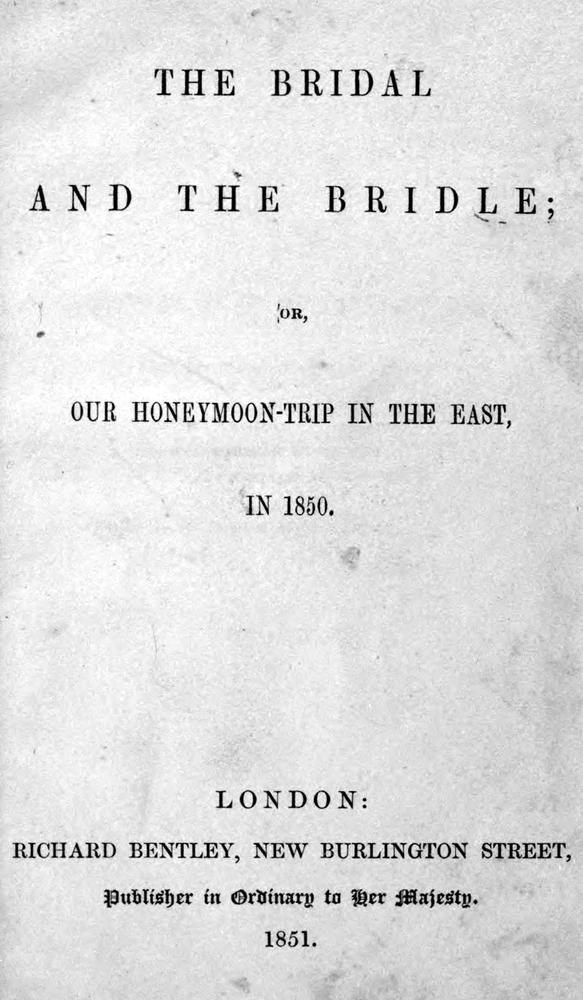 THE BRIDAL
AND THE BRIDLE;
OR,
OUR HONEYMOON-TRIP IN THE EAST,
IN 1850.
LONDON:
RICHARD BENTLEY, NEW BURLINGTON STREET,
Publisher in Ordinary to Her Majesty.
1851.